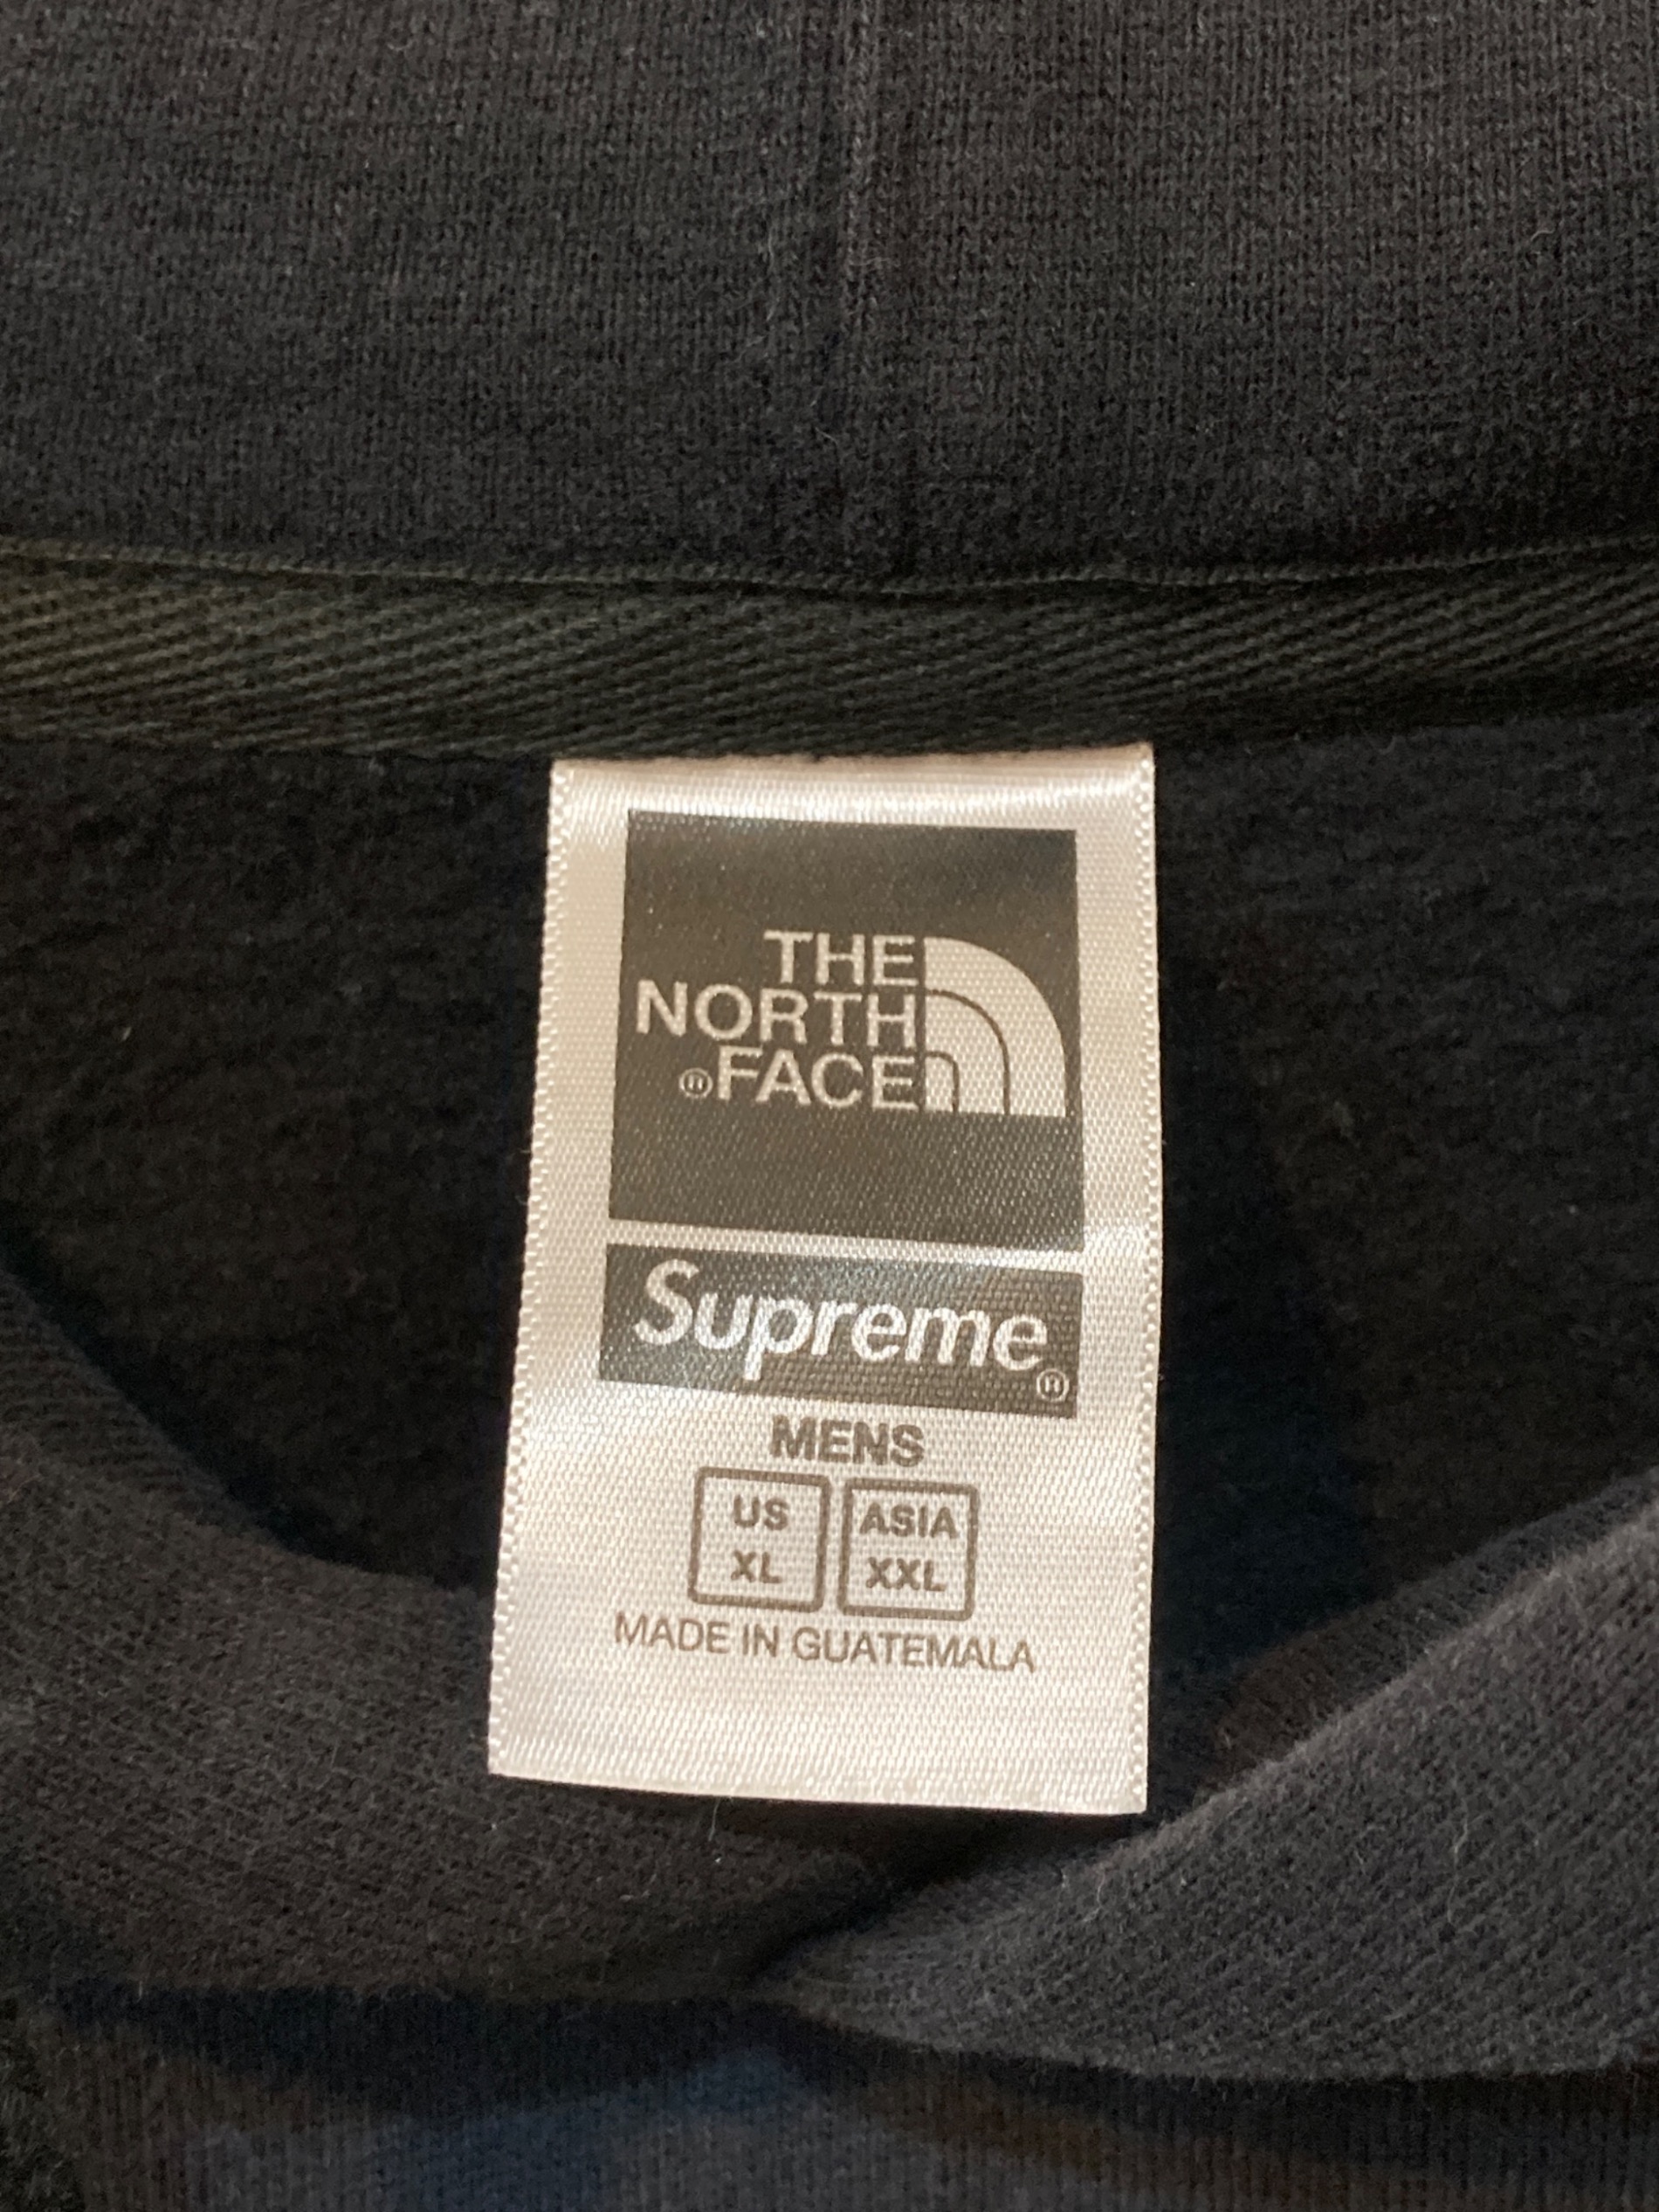 THE
NORTH
®FACE
Supreme®
MENS
US ASIA
XL XXL
MADE IN GUATEMALA